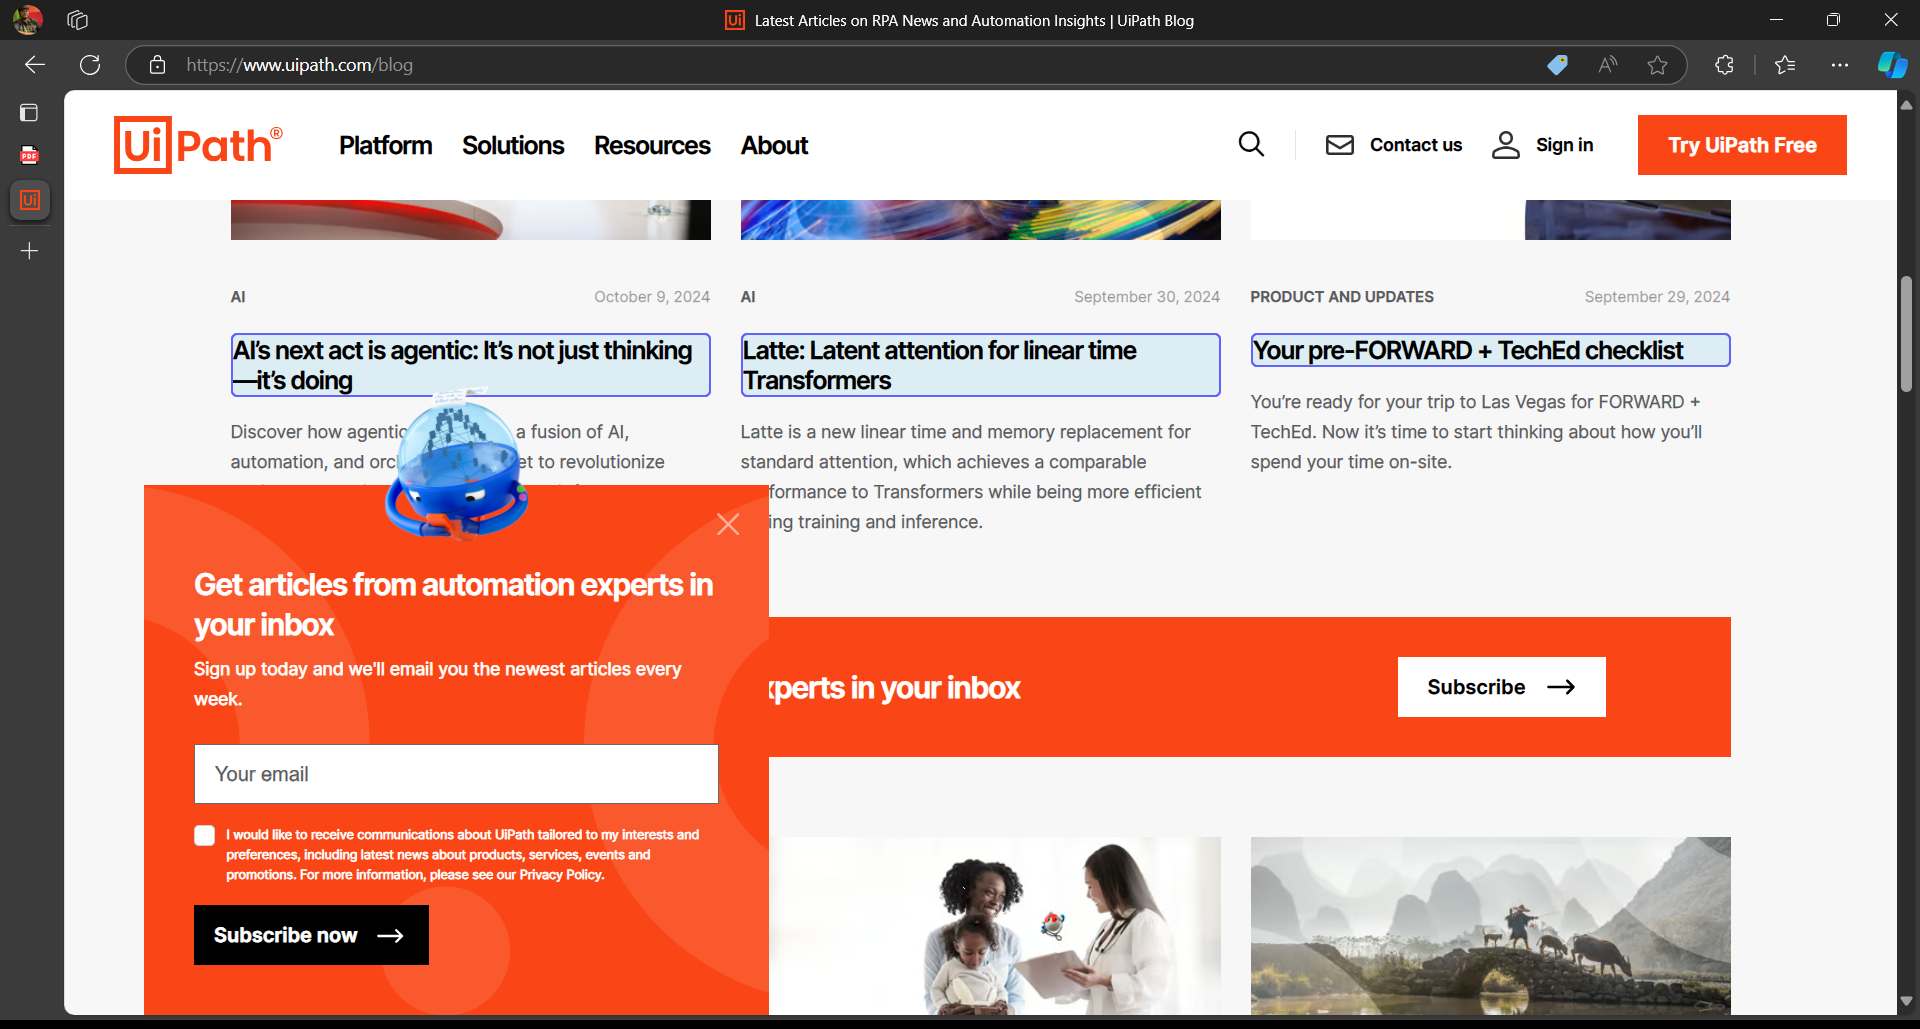 Latest Articles on RPA News and Automation Insights | UiPath Blog
https://www.uipath.com/blog
UiPath®
Platform
Solutions
Resources
About
Contact us
Sign in
Try UiPath Free
AI
October 9, 2024
AI's next act is agentic: It's not just thinking
—it's doing
Discover how agentic a fusion of AI,
automation, and et to revolutionize
AI
September 30, 2024
Latte: Latent attention for linear time
Transformers
Latte is a new linear time and memory replacement for
standard attention, which achieves a comparable
formance to Transformers while being more efficient
ing training and inference.
PRODUCT AND UPDATES
September 29, 2024
Your pre-FORWARD + TechEd checklist
You're ready for your trip to Las Vegas for FORWARD +
TechEd. Now it's time to start thinking about how you'll
spend your time on-site.
Get articles from automation experts in
your inbox
Sign up today and we'll email you the newest articles every
week.
Your email
I would like to receive communications about UiPath tailored to my interests and
preferences, including latest news about products, services, events and
promotions. For more information, please see our Privacy Policy.
Subscribe now
xperts in your inbox
Subscribe